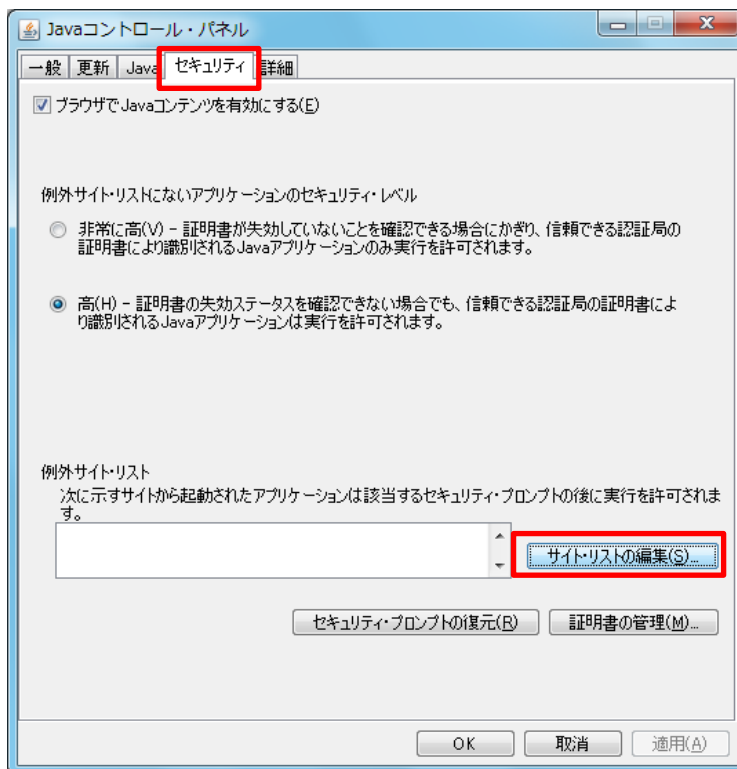 Javaコントロール・パネル
一般 更新 Java セキュリティ 詳細
ブラウザでJavaコンテンツを有効にする(E)
例外サイト・リストにないアプリケーションのセキュリティ・レベル
非常に高(V) - 証明書が失効していないことを確認できる場合にかぎり、信頼できる認証局の
証明書により識別されるJavaアプリケーションのみ実行を許可されます。
高(H) - 証明書の失効ステータスを確認できない場合でも、信頼できる認証局の証明書によ
り識別されるJavaアプリケーションは実行を許可されます。
例外サイト・リスト
次に示すサイトから起動されたアプリケーションは該当するセキュリティ・プロンプトの後に実行を許可されま
す。
サイト・リストの編集(S)...
セキュリティ・プロンプトの復元(R) 証明書の管理(M)...
OK 取消 適用(A)